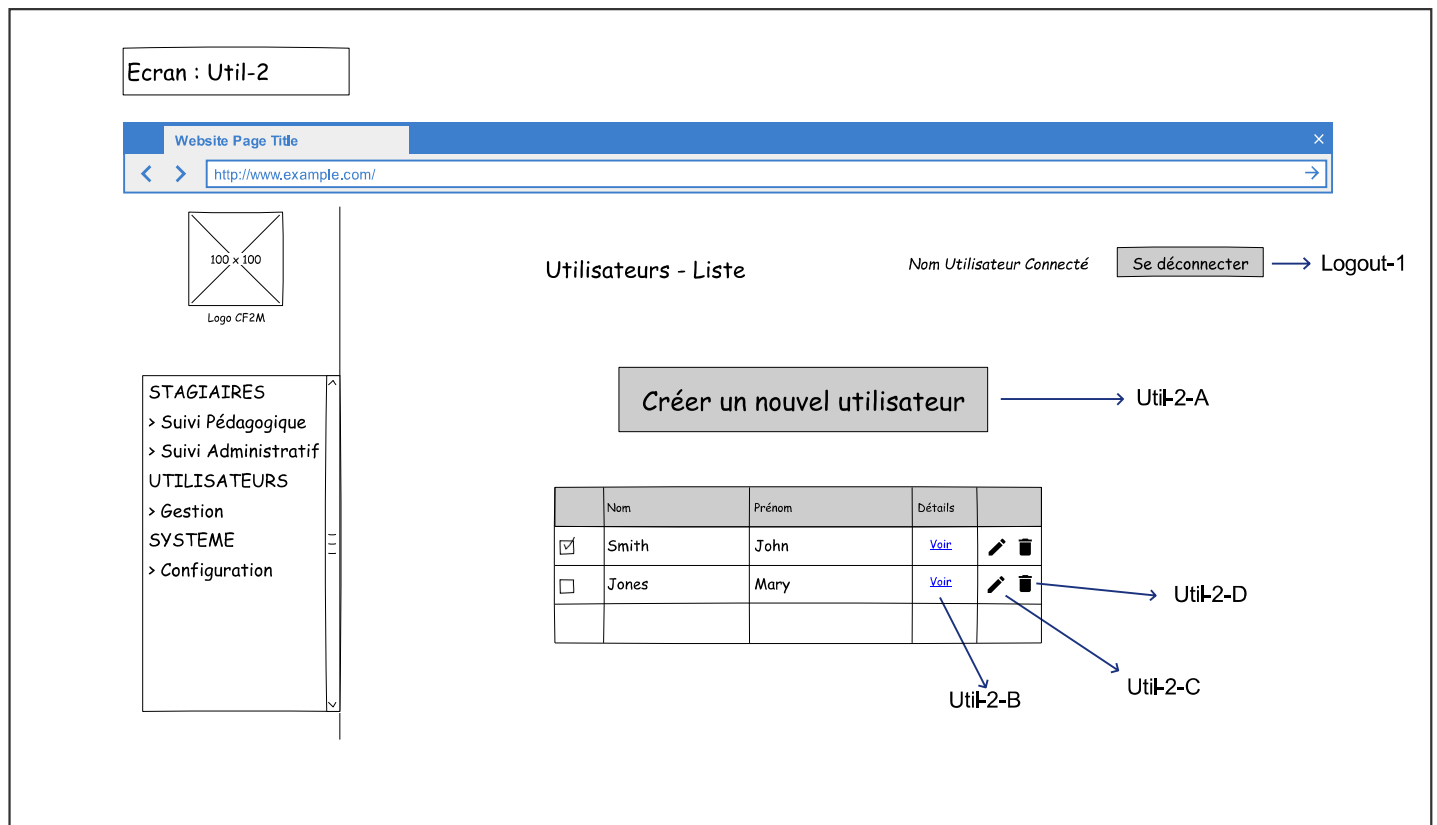 Ecran : Util-2
Website Page Title
http://www.example.com/
100 x 100
Logo CF2M
Utilisateurs - Liste
Nom Utilisateur Connecté
Se déconnecter
Logout-1
STAGIAIRES
> Suivi Pédagogique
> Suivi Administratif
UTILISATEURS
> Gestion
SYSTEME
> Configuration
Créer un nouvel utilisateur
Util-2-A
Nom Prénom Détails
Smith John Voir
Jones Mary Voir
Util-2-D
Util-2-C
Util-2-B